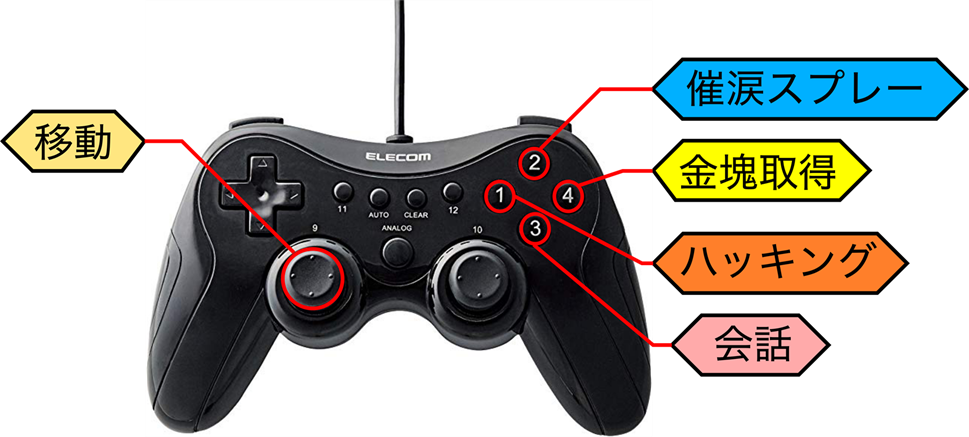 催涙スプレー
移動
金塊取得
ハッキング
会話
ELECOM
2
1
4
3
11
AUTO
CLEAR
12
ANALOG
9
10